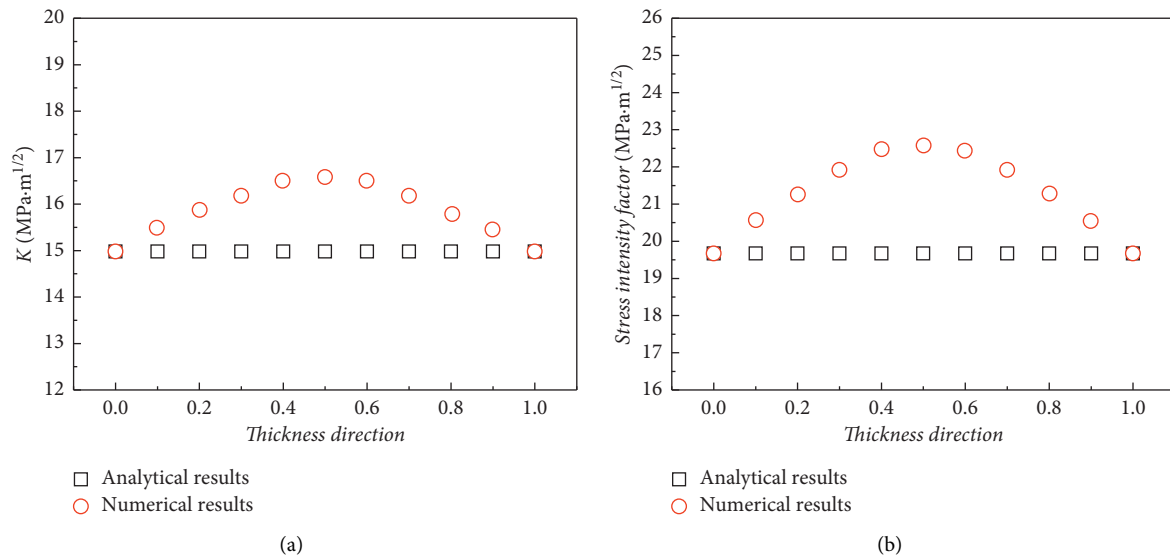 20
19
18
17
16
15
14
13
12
K (MPa·m^{1/2})
0.0 0.2 0.4 0.6 0.8 1.0
Thickness direction
Analytical results
Numerical results
(a)
26
25
24
23
22
21
20
19
18
17
16
Stress intensity factor (MPa·m^{1/2})
0.0 0.2 0.4 0.6 0.8 1.0
Thickness direction
Analytical results
Numerical results
(b)